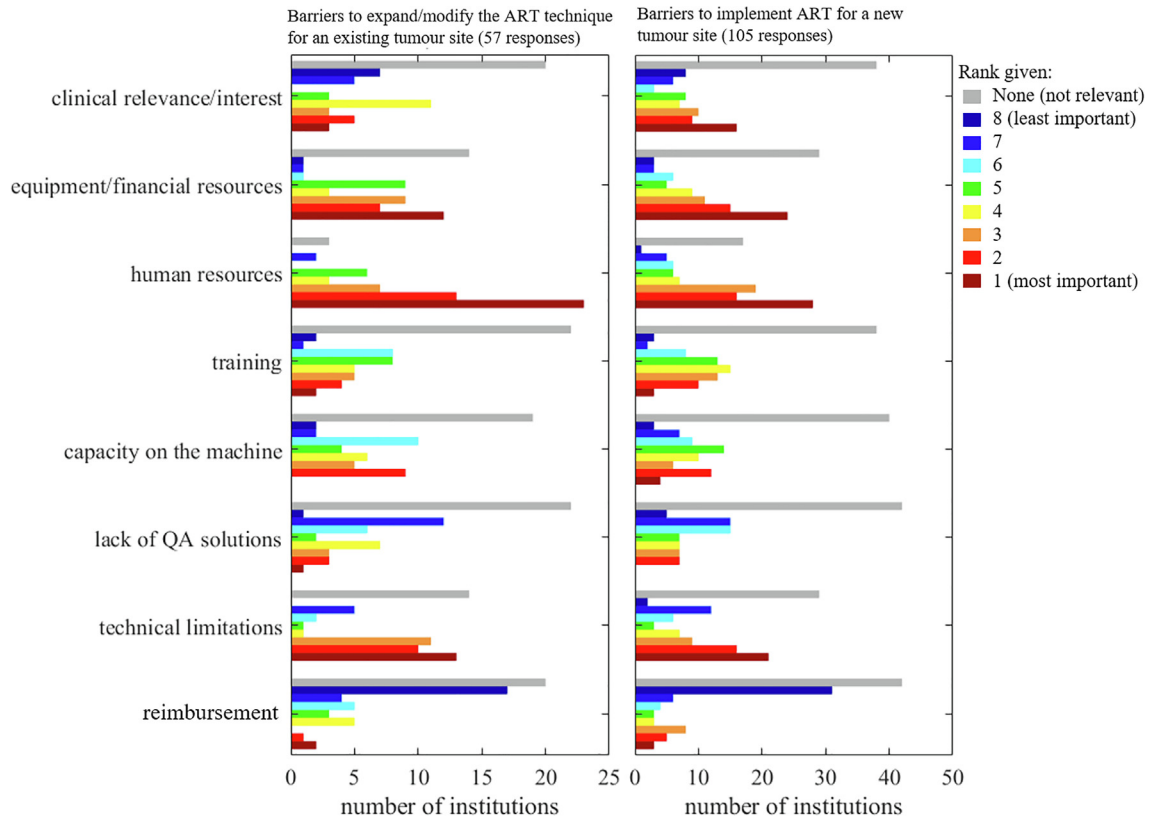 Barriers to expand/modify the ART technique
for an existing tumour site (57 responses)
Barriers to implement ART for a new
tumour site (105 responses)
Rank given:
None (not relevant)
8 (least important)
7
6
5
4
3
2
1 (most important)
clinical relevance/interest
equipment/financial resources
human resources
training
capacity on the machine
lack of QA solutions
technical limitations
reimbursement
0 5 10 15 20 25
number of institutions
0 10 20 30 40 50
number of institutions